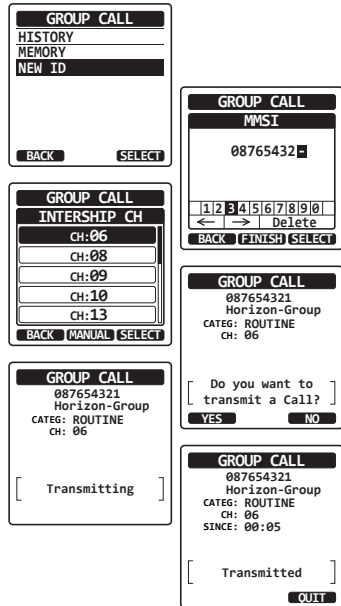 GROUP CALL
HISTORY
MEMORY
NEW ID
BACK SELECT
GROUP CALL
MMSI
08765432-
1 2 3 4 5 6 7 8 9 0
← → Delete
BACK FINISH SELECT
GROUP CALL
INTERSHIP CH
CH:06
CH:08
CH:09
CH:10
CH:13
BACK MANUAL SELECT
GROUP CALL
087654321
Horizon-Group
CATEG: ROUTINE
CH: 06
[ Do you want to
transmit a Call? ]
YES NO
GROUP CALL
087654321
Horizon-Group
CATEG: ROUTINE
CH: 06
[ Transmitting ]
GROUP CALL
087654321
Horizon-Group
CATEG: ROUTINE
CH: 06
SINCE: 00:05
[ Transmitted ]
QUIT